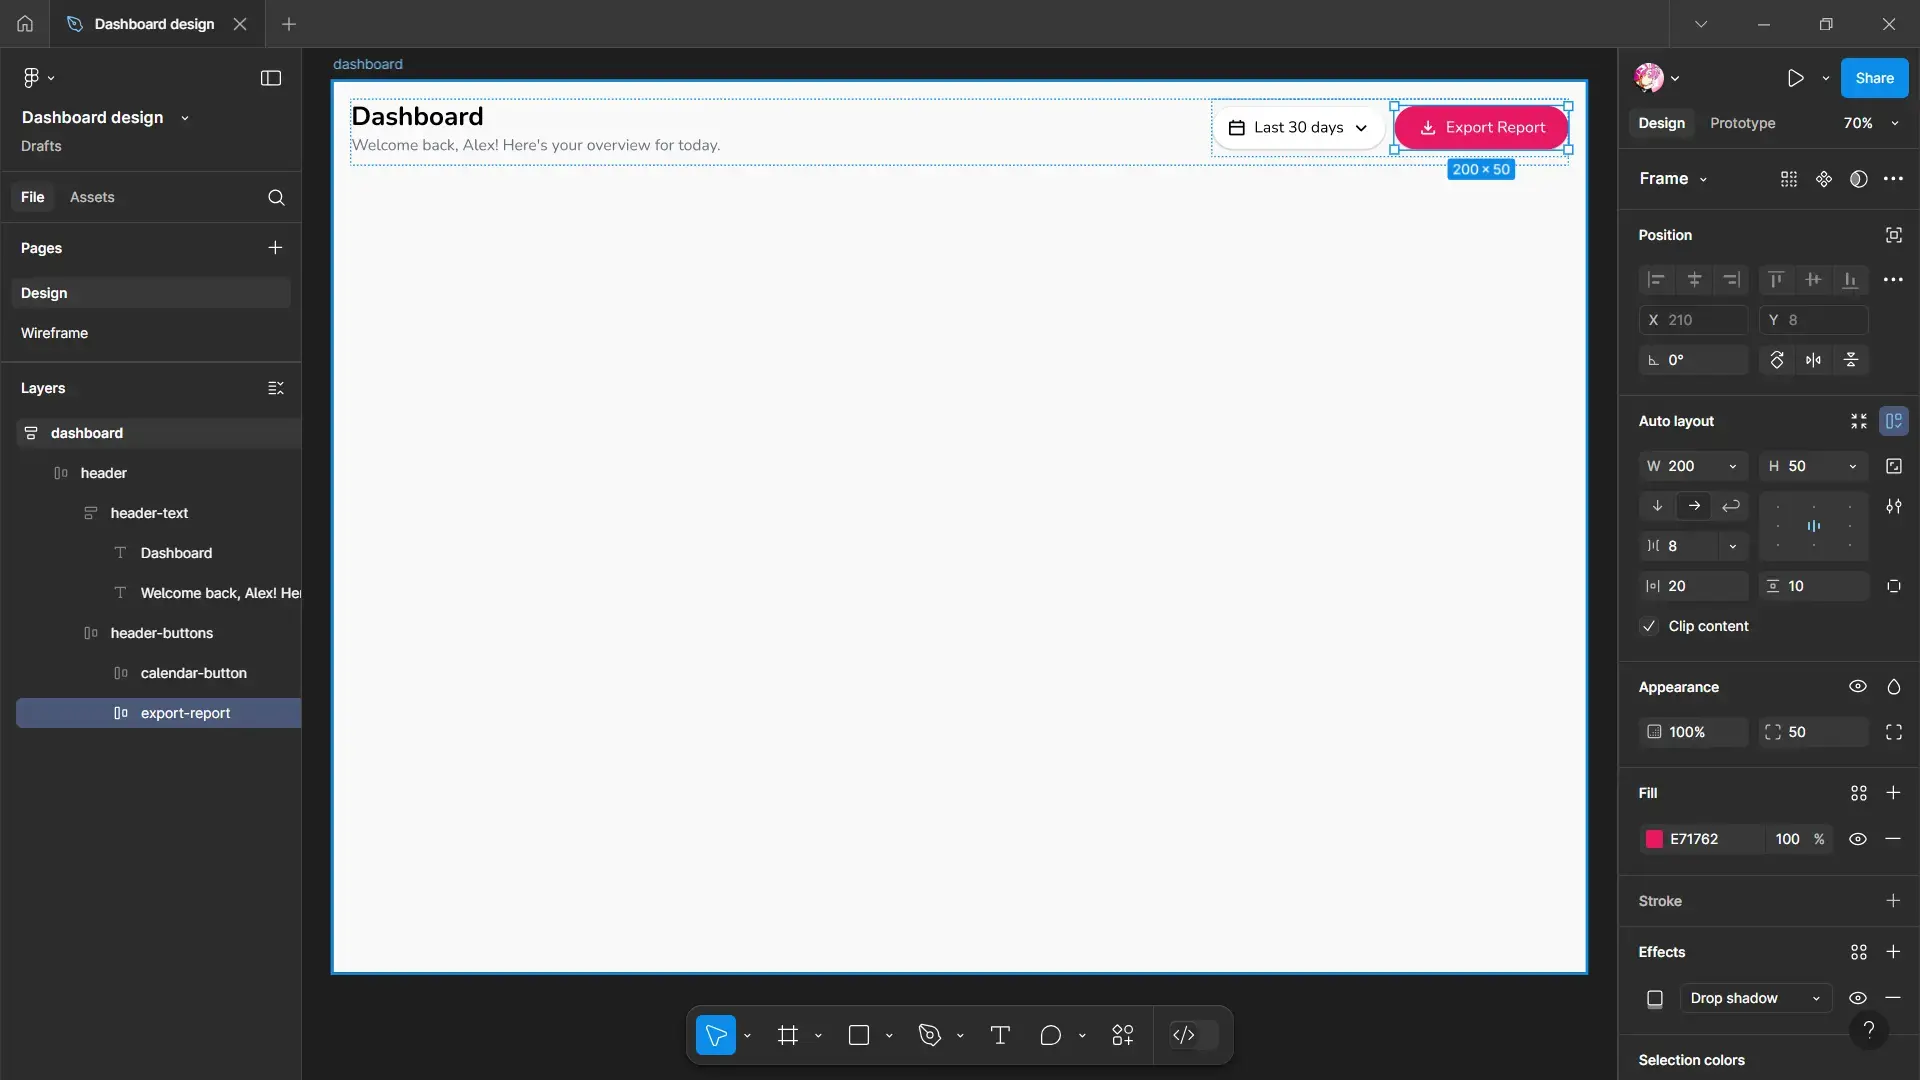 Dashboard design
Share
Dashboard design
Drafts
File
Assets
Pages
Design
Wireframe
Layers
dashboard
header
header-text
Dashboard
Welcome back, Alex! Her
header-buttons
calendar-button
export-report
dashboard
Dashboard
Welcome back, Alex! Here's your overview for today.
Last 30 days
Export Report
200 × 50
Design
Prototype
70%
Frame
Position
X 210
Y 8
0°
Auto layout
W 200
H 50
8
20
10
Clip content
Appearance
100%
50
Fill
E71762
100 %
Stroke
Effects
Drop shadow
?
Selection colors